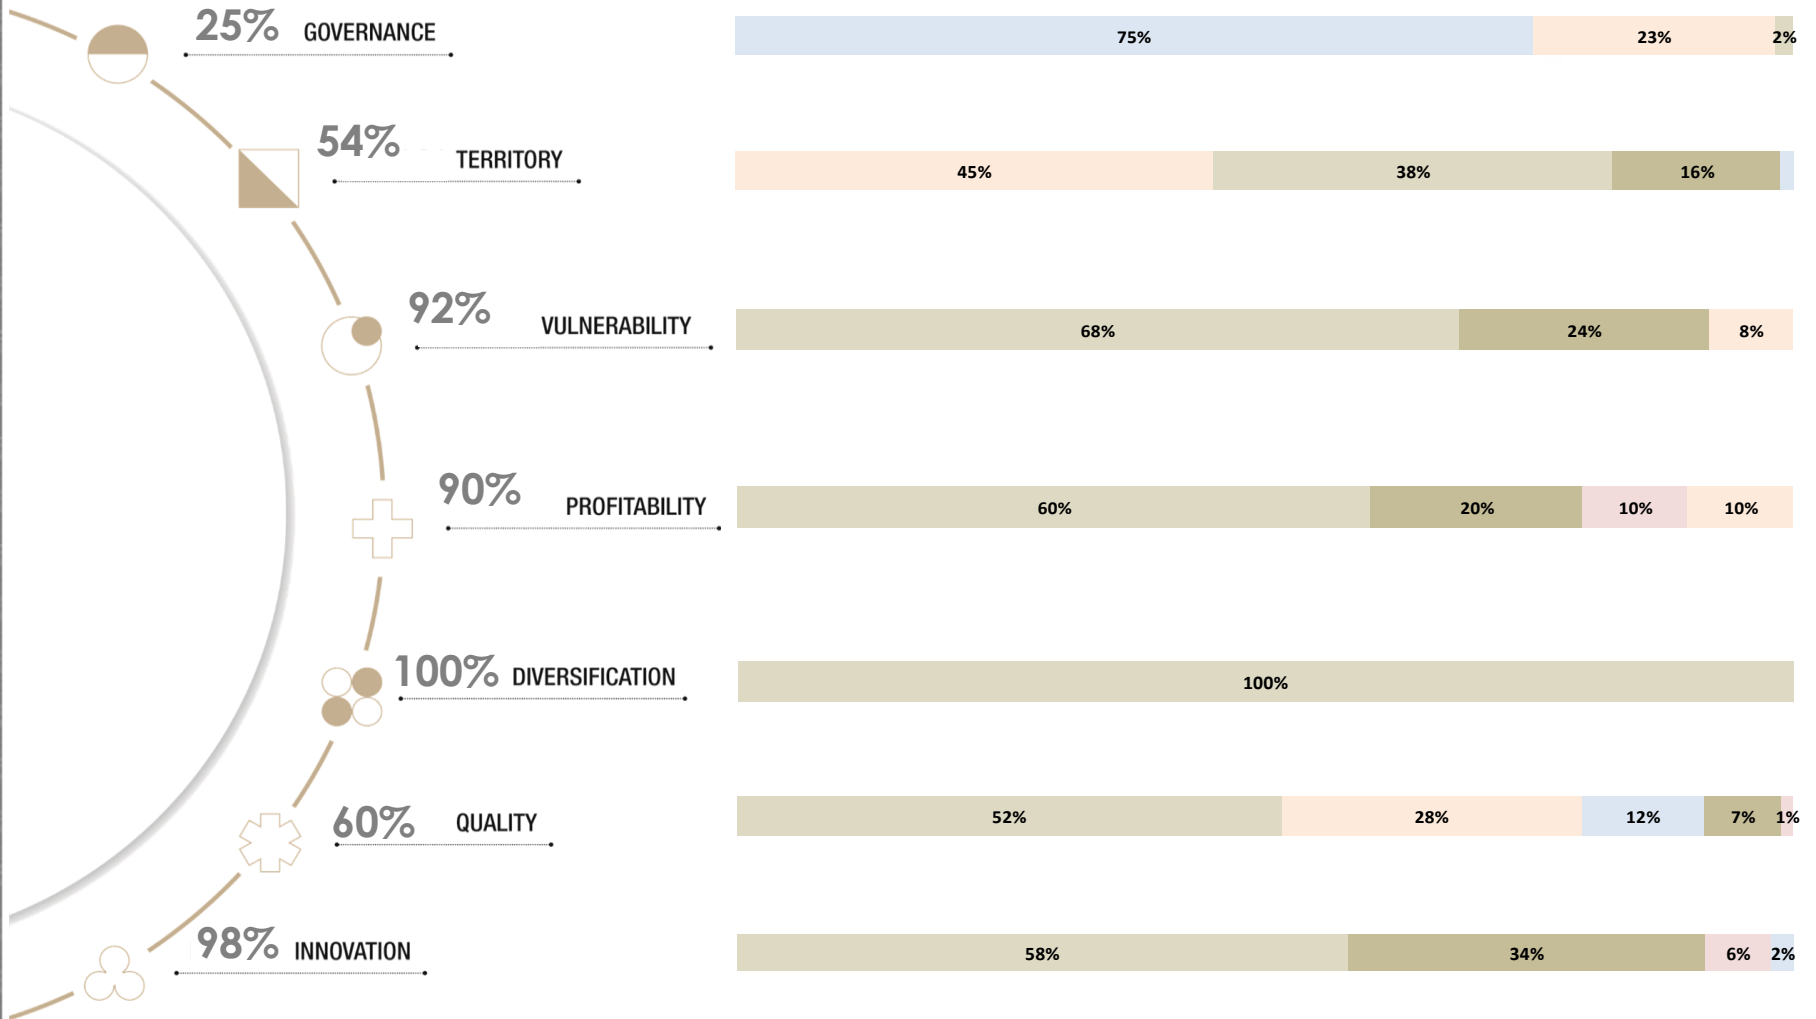 25% GOVERNANCE
75% 23% 2%
54% TERRITORY
45% 38% 16%
92% VULNERABILITY
68% 24% 8%
90% PROFITABILITY
60% 20% 10% 10%
100% DIVERSIFICATION
100%
60% QUALITY
52% 28% 12% 7% 1%
98% INNOVATION
58% 34% 6% 2%